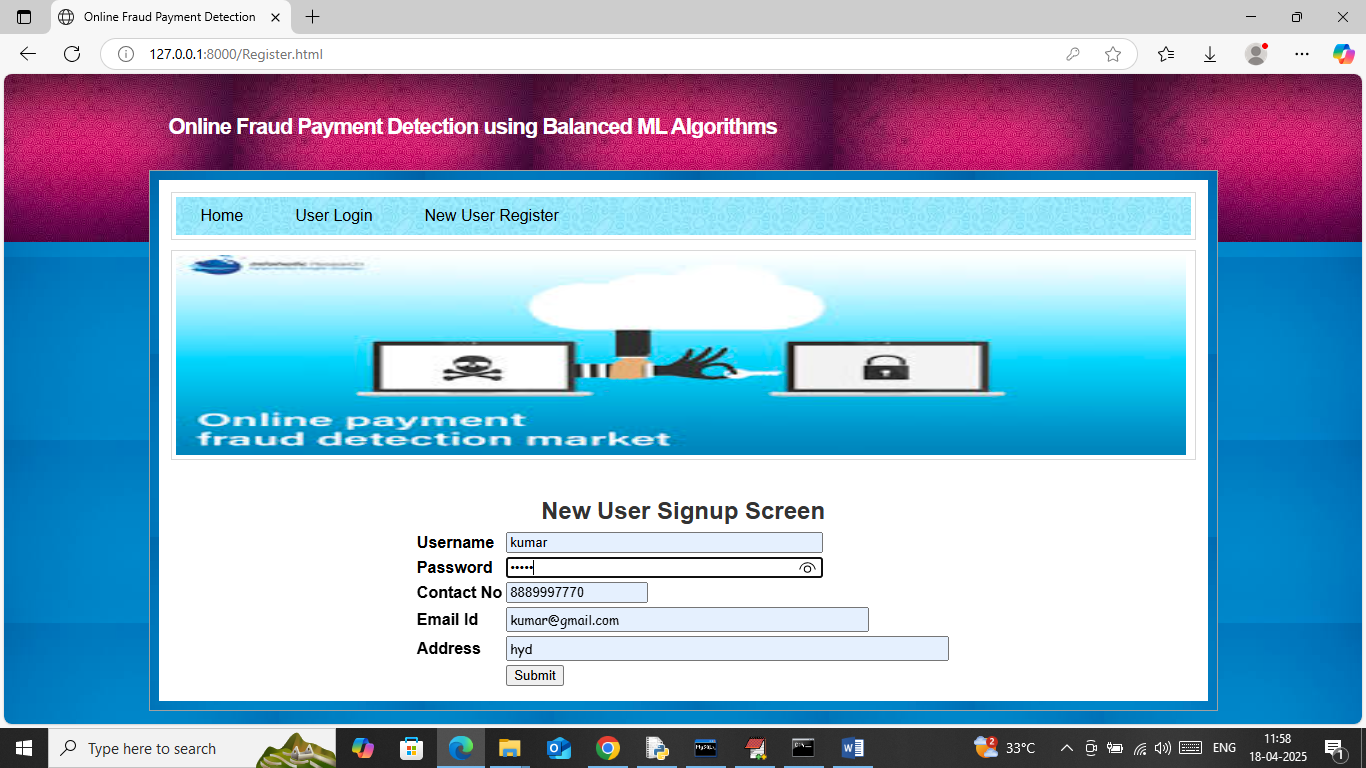 Online Fraud Payment Detection
127.0.0.1:8000/Register.html
Online Fraud Payment Detection using Balanced ML Algorithms
Home User Login New User Register
Online payment
fraud detection market
New User Signup Screen
Username kumar
Password •••••
Contact No 8889997770
Email Id kumar@gmail.com
Address hyd
Submit
Type here to search
2
33°C
ENG
11:58
18-04-2025
1